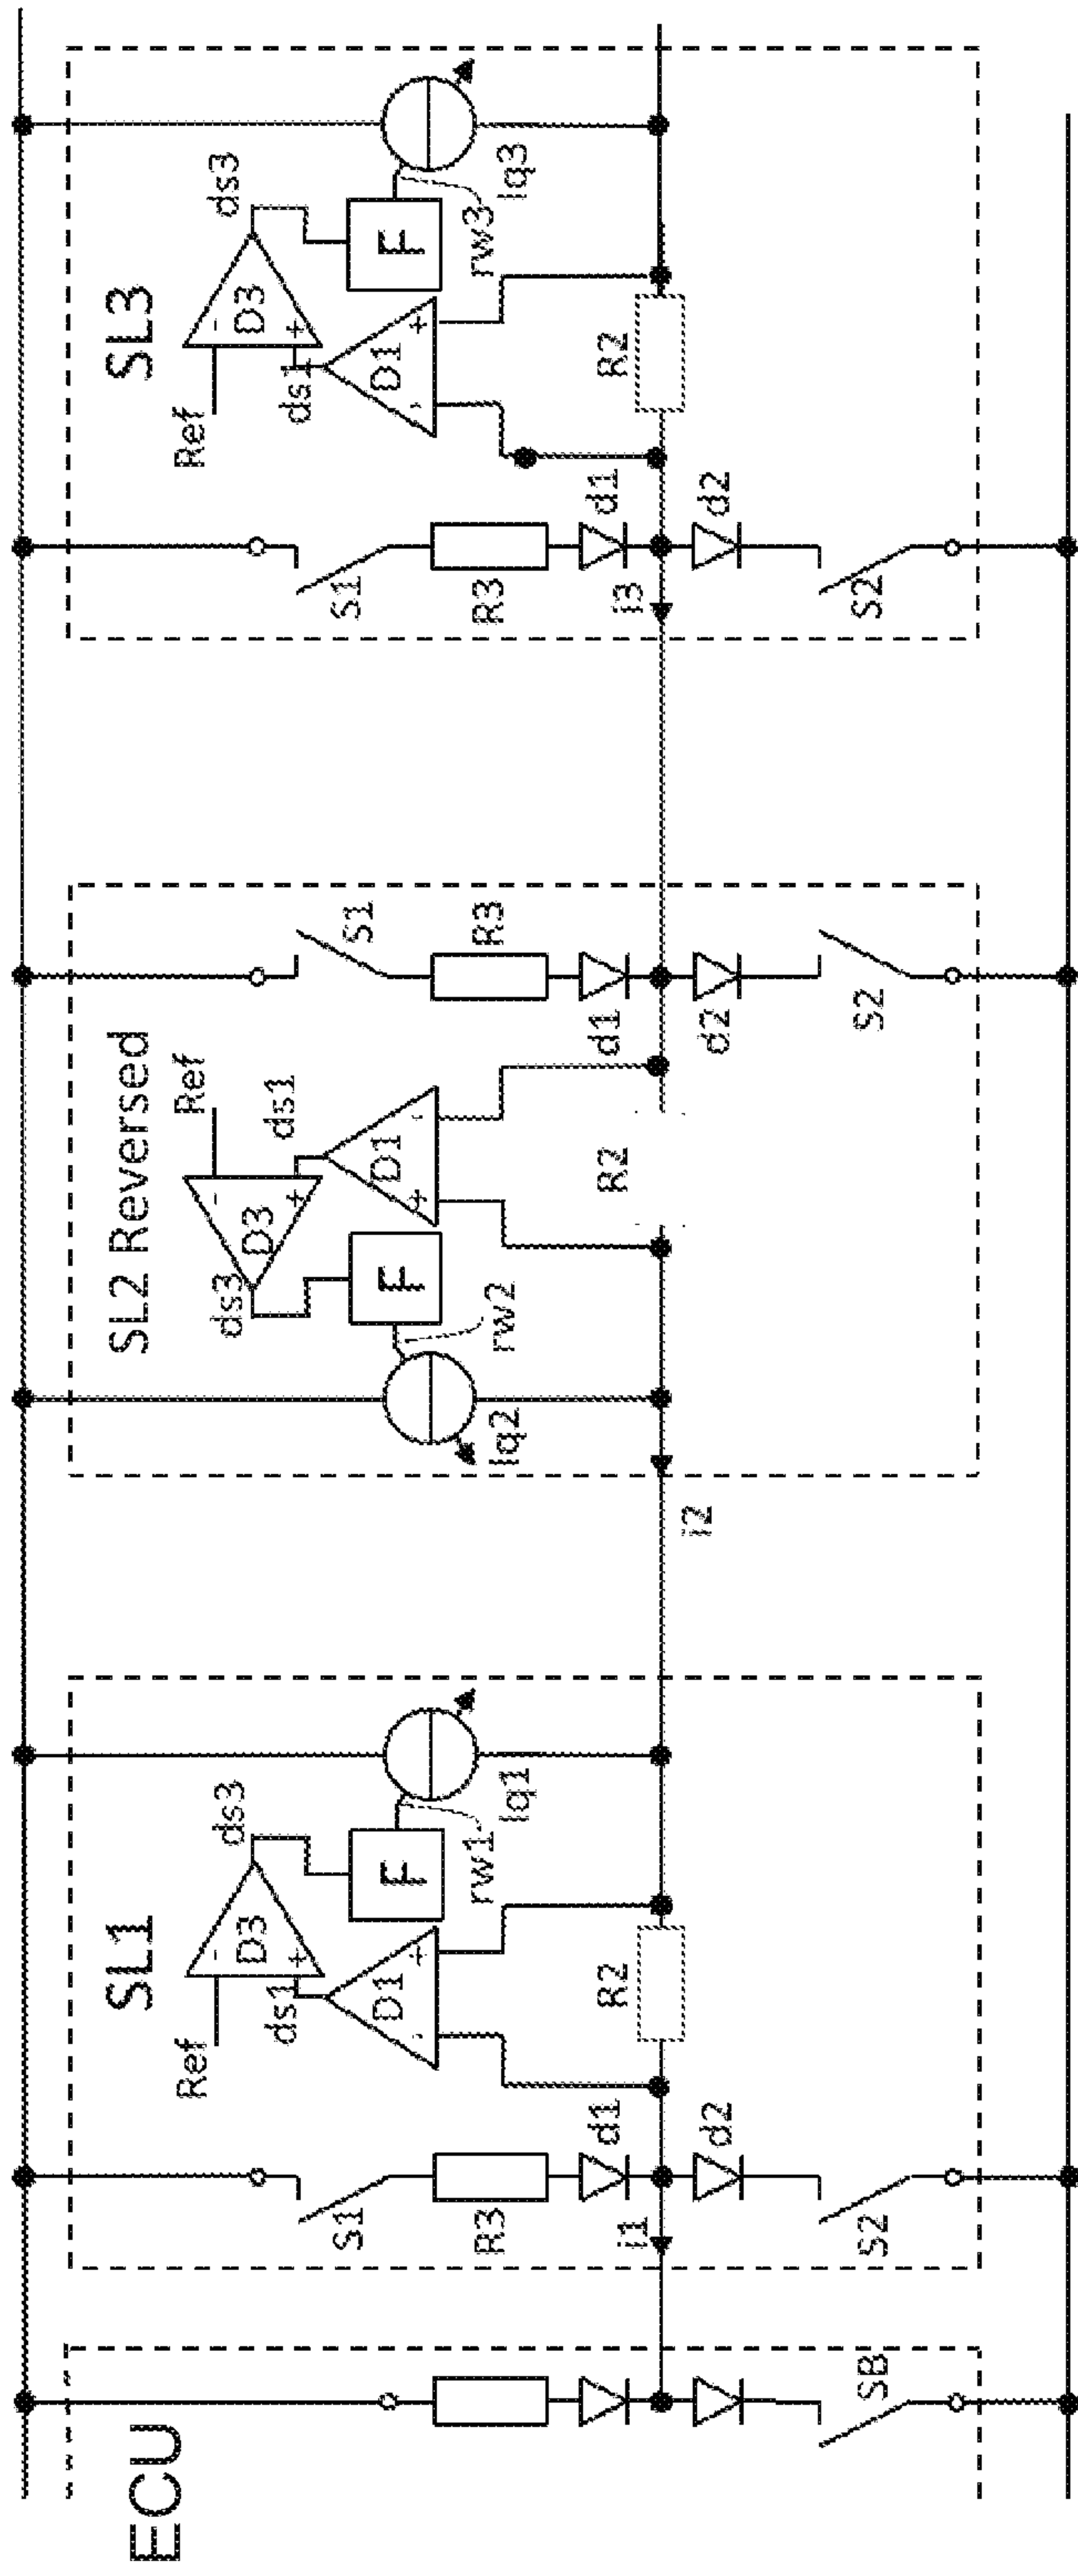 ECU
SB
SL1
Ref
D3
-
+
ds3
ds1
D1
-
+
F
rw1
Iq1
S1
R3
d1
i1
R2
d2
S2
SL2 Reversed
Ref
D3
-
+
ds3
ds1
D1
+
-
F
rw2
Iq2
S1
R3
d1
R2
d2
S2
i2
SL3
Ref
D3
-
+
ds3
ds1
D1
-
+
F
rw3
Iq3
S1
R3
d1
i3
R2
d2
S2